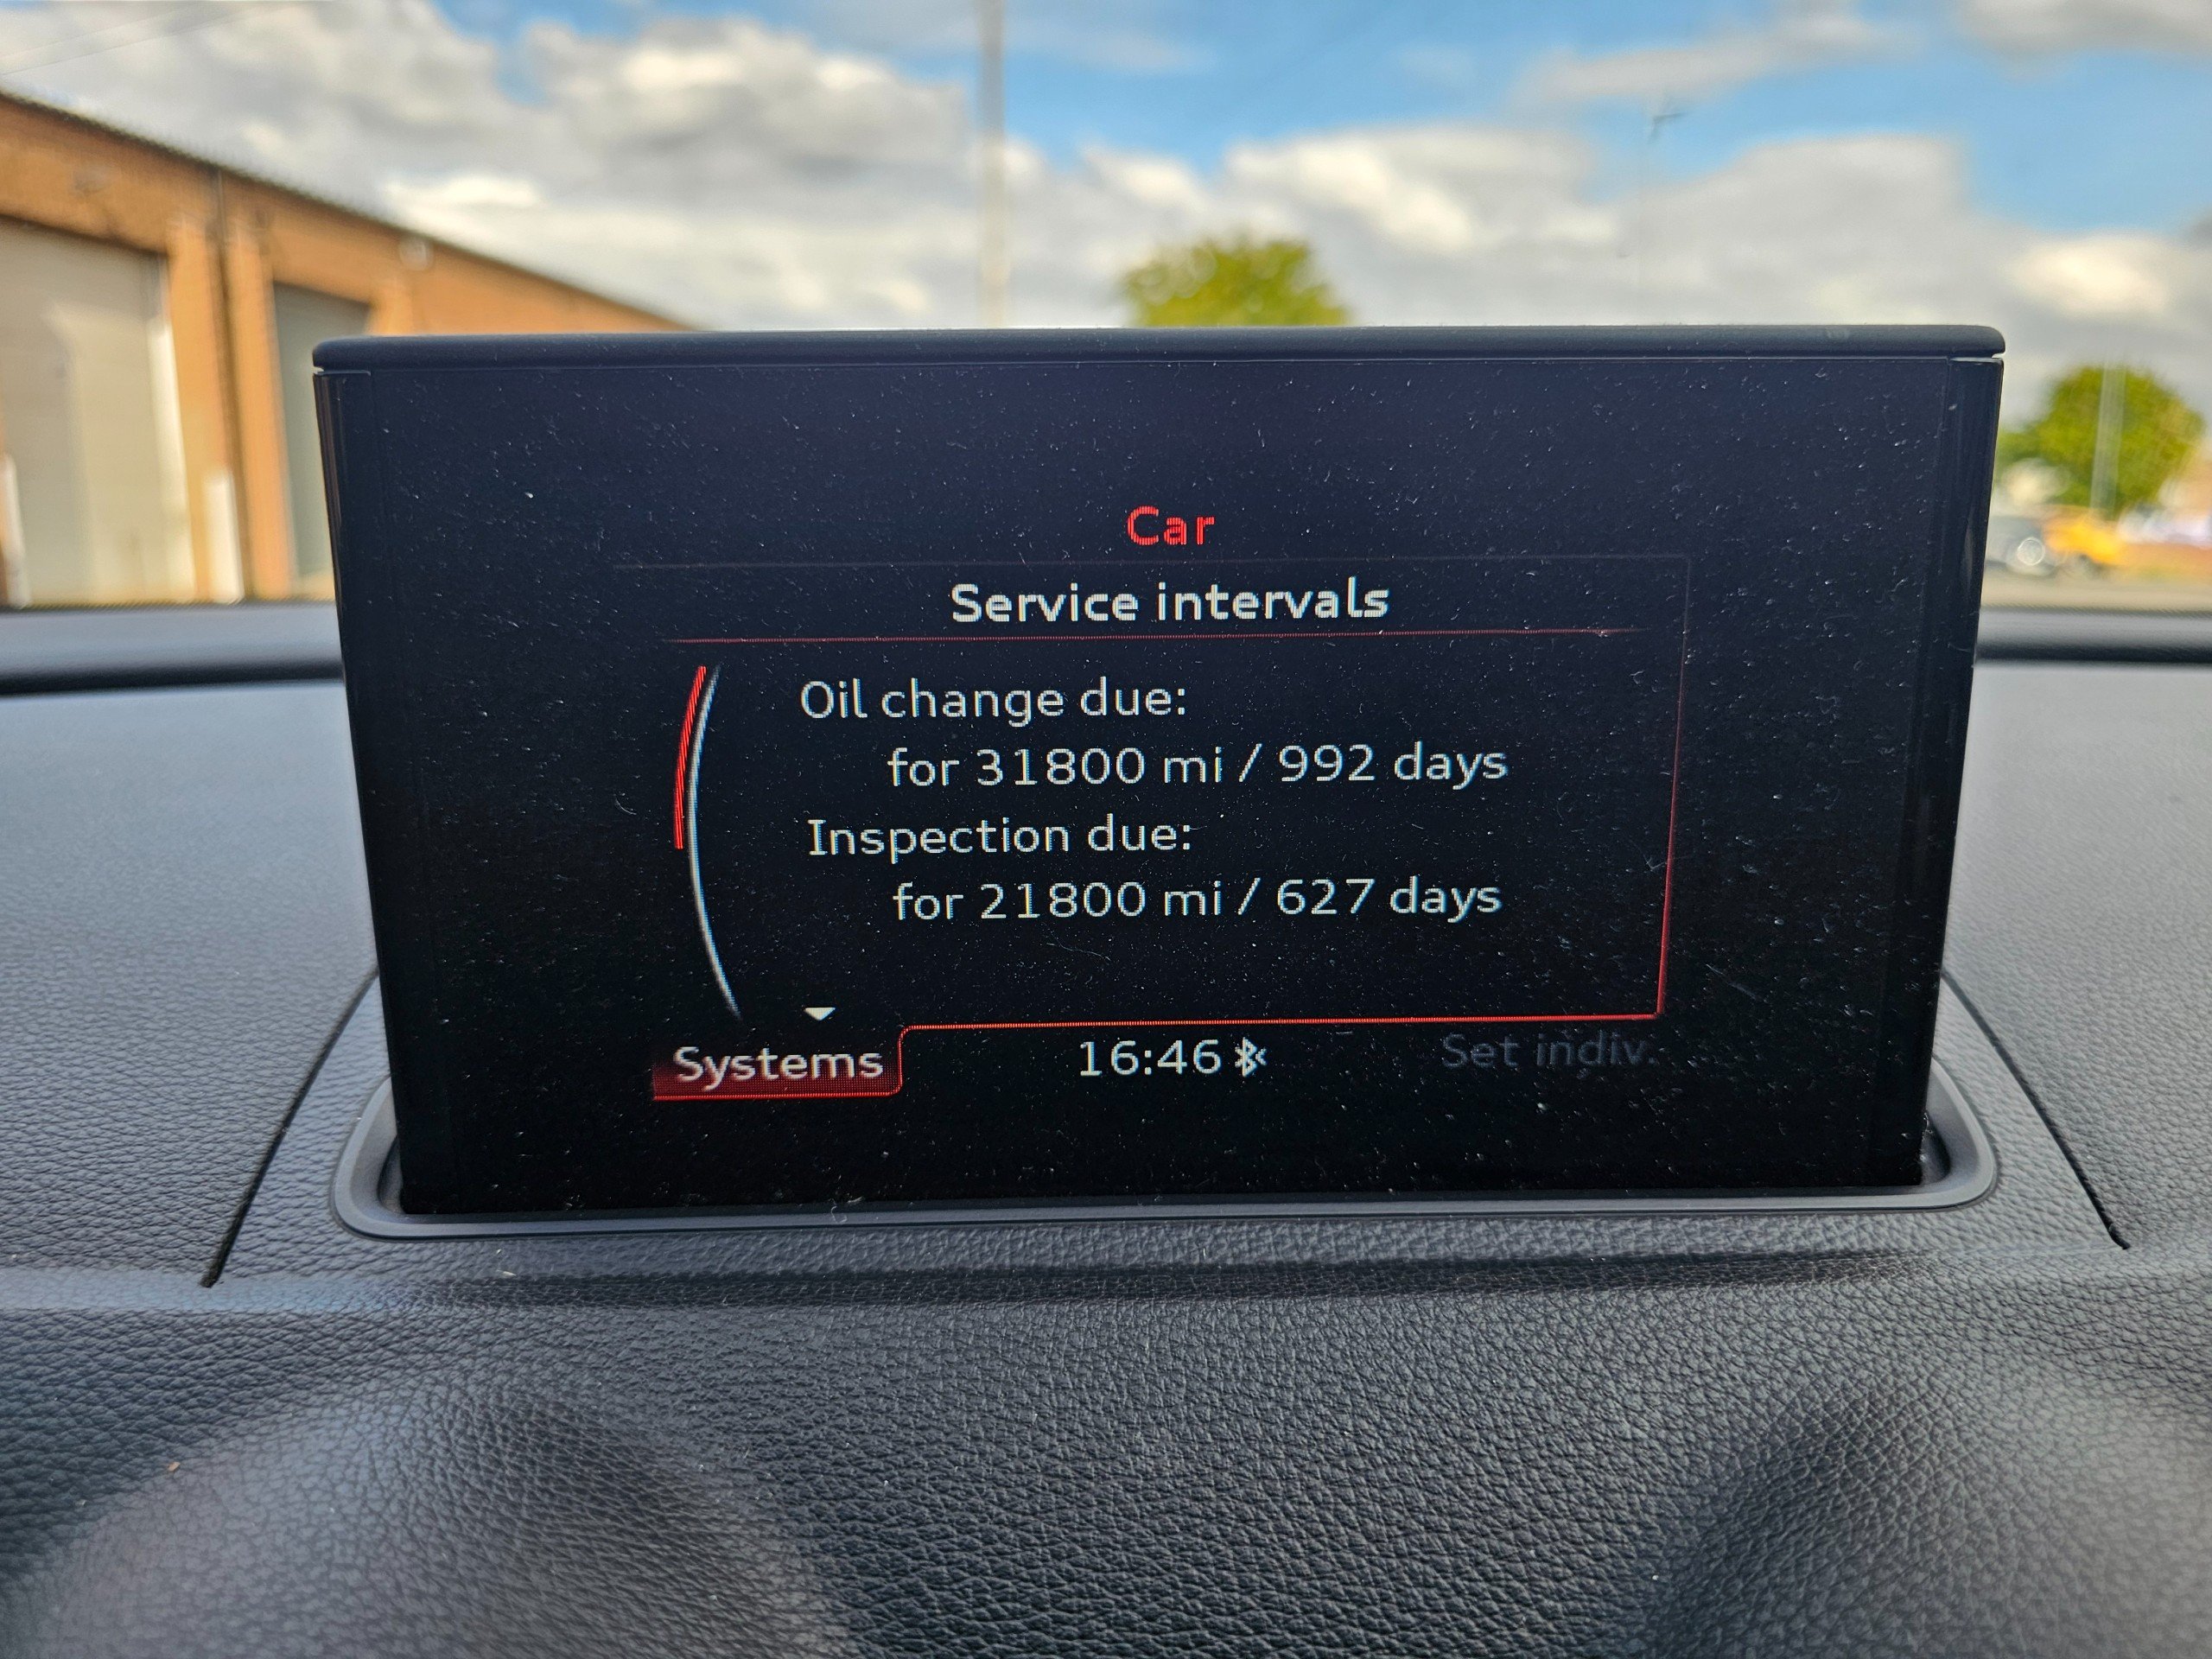 Car
Service intervals
Oil change due:
for 31800 mi / 992 days
Inspection due:
for 21800 mi / 627 days
Systems
16:46
Set indiv.